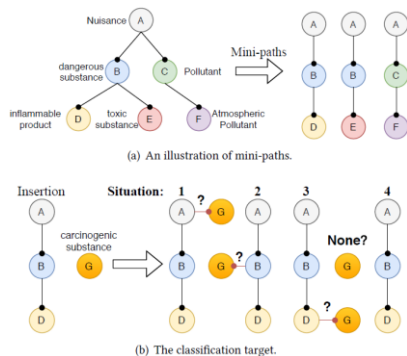 Nuisance
A
A
A
A
Mini-paths
dangerous
substance
B
C
Pollutant
B
B
C
inflammable
product
D
toxic
substance
E
F
Atmospheric
Pollutant
D
E
F
(a) An illustration of mini-paths.
Insertion
Situation:
1
2
3
4
A
carcinogenic
substance
G
B
D
A
?
G
B
D
A
G
?
B
D
A
None?
B
G
D
?
G
A
B
D
(b) The classification target.